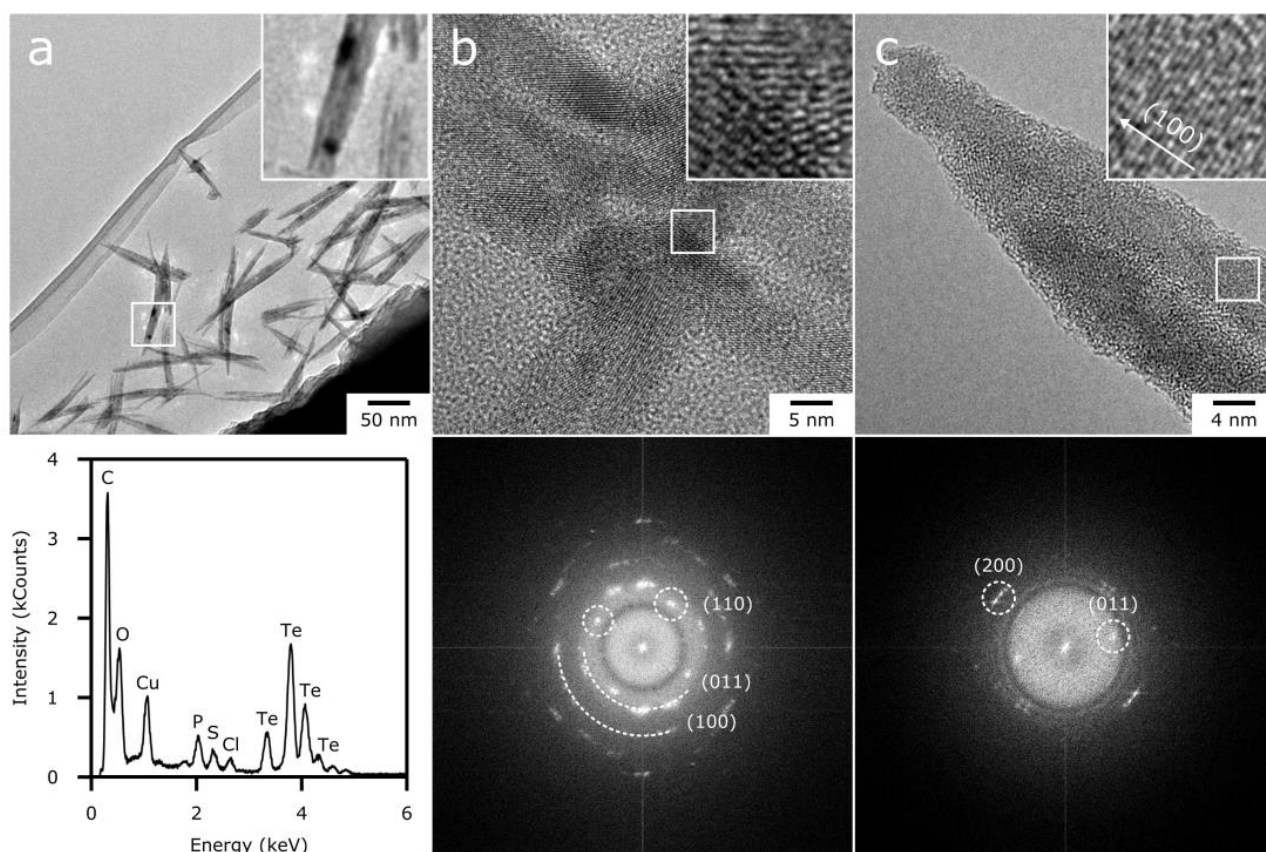 a
50 nm
b
5 nm
c
(100)
4 nm
Intensity (kCounts)
4
3
2
1
0
C
O
Cu
P
S
Cl
Te
Te
Te
Te
0
2
4
6
Energy (keV)
(110)
(011)
(100)
(200)
(011)